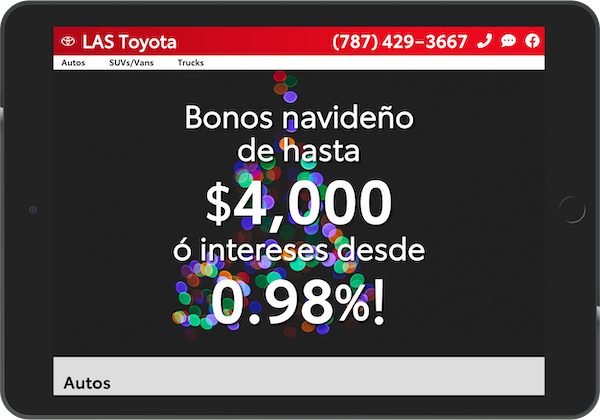 LAS Toyota
(787) 429-3667
Autos SUVs/Vans Trucks
Bonos navideño
de hasta
$4,000
ó intereses desde
0.98%!
Autos